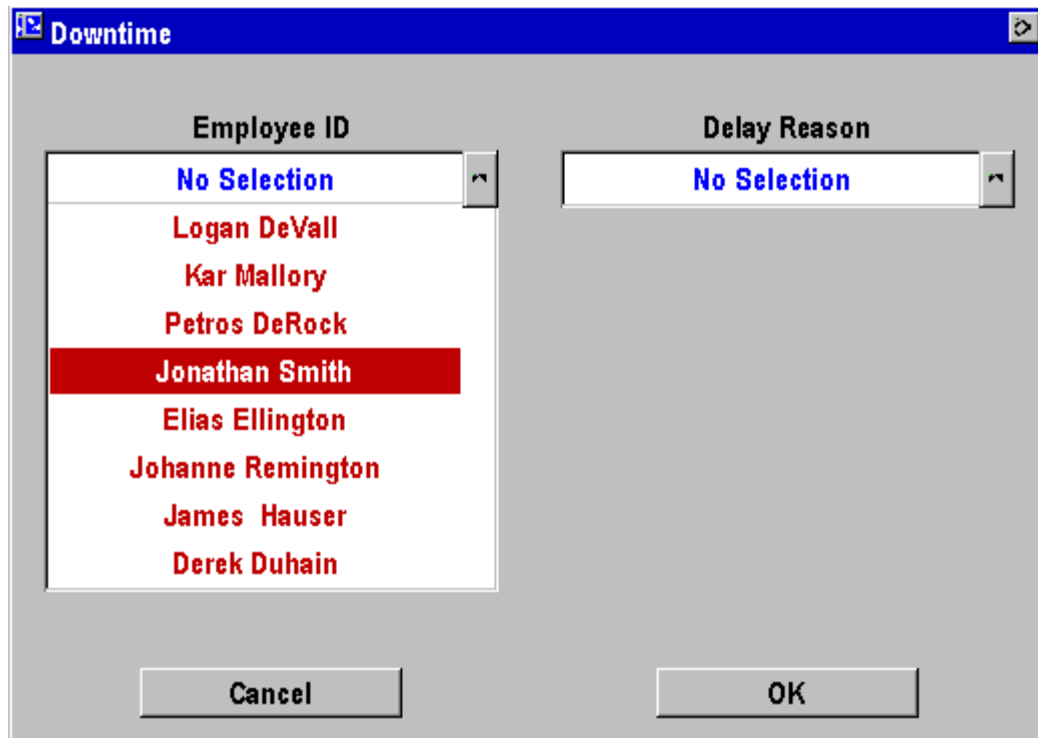 Downtime
Employee ID
No Selection
Logan DeVall
Kar Mallory
Petros DeRock
Jonathan Smith
Elias Ellington
Johanne Remington
James  Hauser
Derek Duhain
Delay Reason
No Selection
Cancel
OK